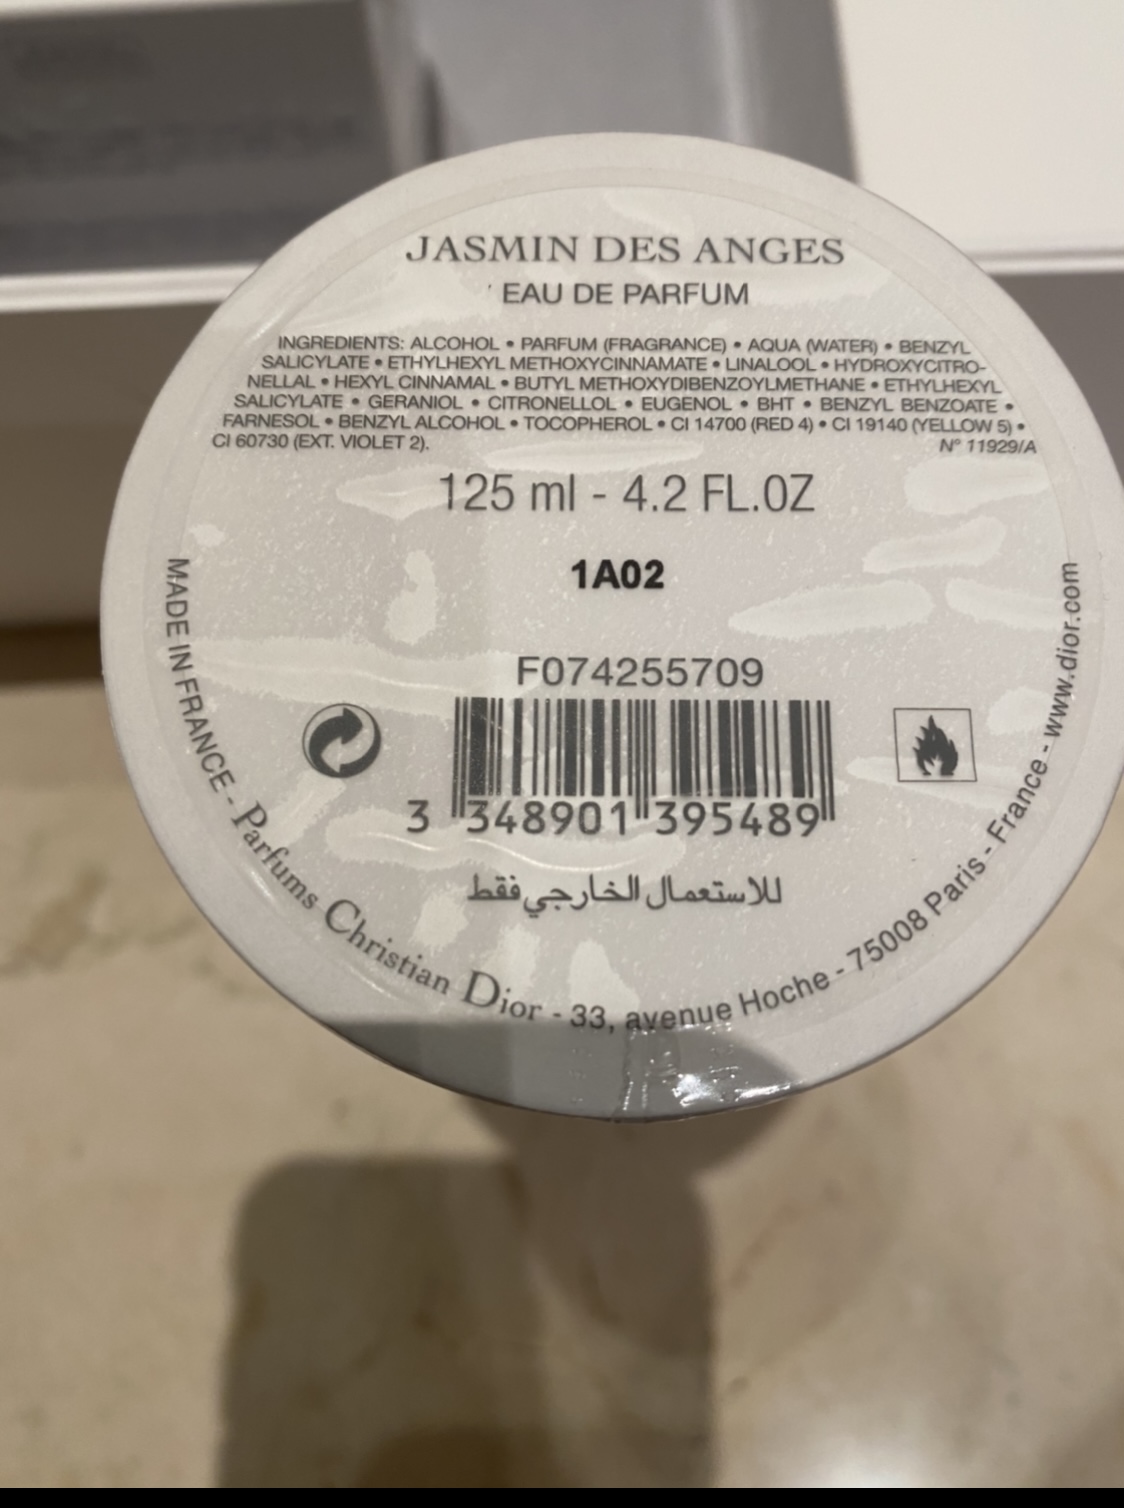 JASMIN DES ANGES
EAU DE PARFUM
INGREDIENTS: ALCOHOL • PARFUM (FRAGRANCE) • AQUA (WATER) • BENZYL
SALICYLATE • ETHYLHEXYL METHOXYCINNAMATE • LINALOOL • HYDROXYCITRO-
NELLAL • HEXYL CINNAMAL • BUTYL METHOXYDIBENZOYLMETHANE • ETHYLHEXYL
SALICYLATE • GERANIOL • CITRONELLOL • EUGENOL • BHT • BENZYL BENZOATE •
FARNESOL • BENZYL ALCOHOL • TOCOPHEROL • CI 14700 (RED 4) • CI 19140 (YELLOW 5) •
CI 60730 (EXT. VIOLET 2). N° 11929/A
125 ml - 4.2 FL.OZ
1A02
F074255709
3 348901 395489
للاستعمال الخارجي فقط
MADE IN FRANCE - Parfums Christian Dior - 33, avenue Hoche - 75008 Paris - France - www.dior.com